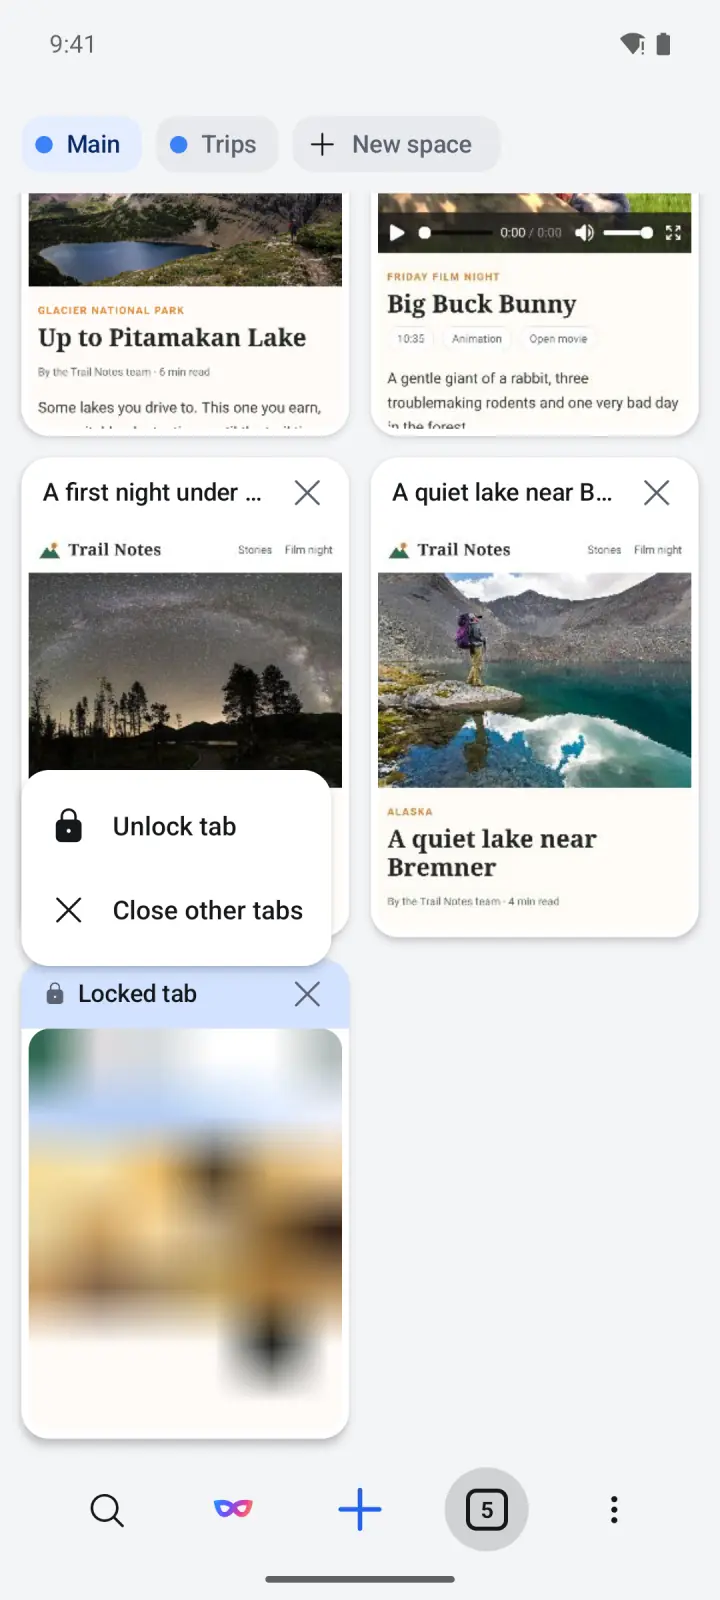 9:41
Main
Trips
New space
GLACIER NATIONAL PARK
Up to Pitamakan Lake
By the Trail Notes team · 6 min read
Some lakes you drive to. This one you earn,
0:00 / 0:00
FRIDAY FILM NIGHT
Big Buck Bunny
10:35 Animation Open movie
A gentle giant of a rabbit, three
troublemaking rodents and one very bad day
in the forest
A first night under ...
Trail Notes Stories Film night
A quiet lake near B...
Trail Notes Stories Film night
ALASKA
A quiet lake near
Bremner
By the Trail Notes team · 4 min read
Unlock tab
Close other tabs
Locked tab
5